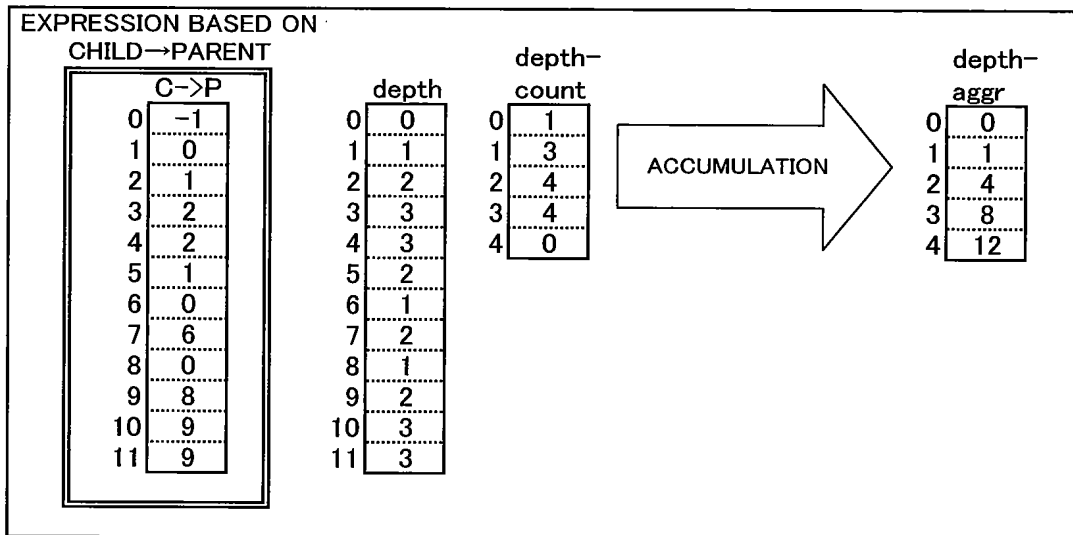 EXPRESSION BASED ON
CHILD→PARENT
depth-
depth-
C->P depth count aggr
0 -1 0 0 0 1 0 0
1 0 1 1 1 3 1 1
2 1 2 2 2 4 ACCUMULATION 2 4
3 2 3 3 3 4 3 8
4 2 4 3 4 0 4 12
5 1 5 2
6 0 6 1
7 6 7 2
8 0 8 1
9 8 9 2
10 9 10 3
11 9 11 3